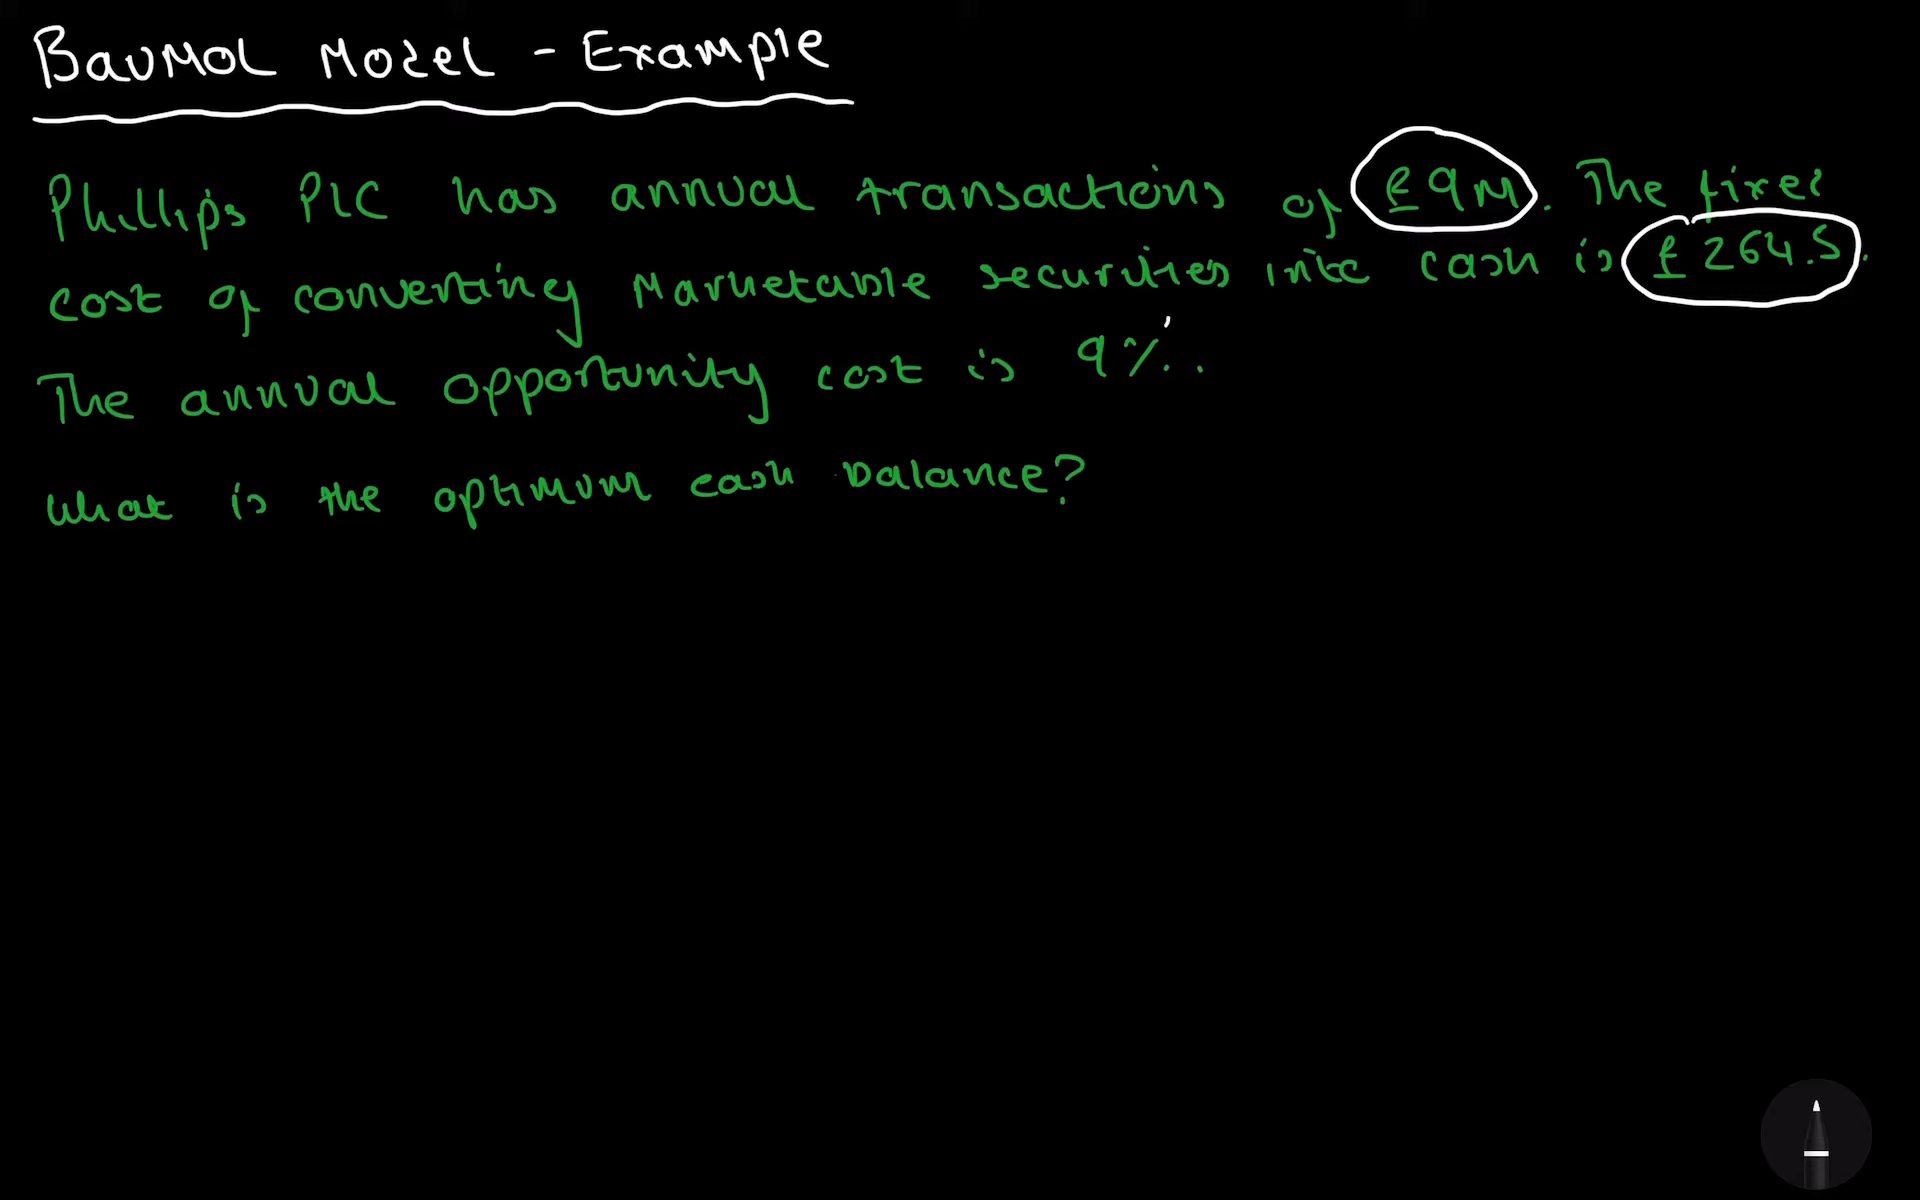 Baumol Model - Example
Phillips PLC has annual transactions of £9M. The fixed
cost of converting Marketable securities into cash is £264.5.
The annual opportunity cost is 9%.
What is the optimum cash balance?